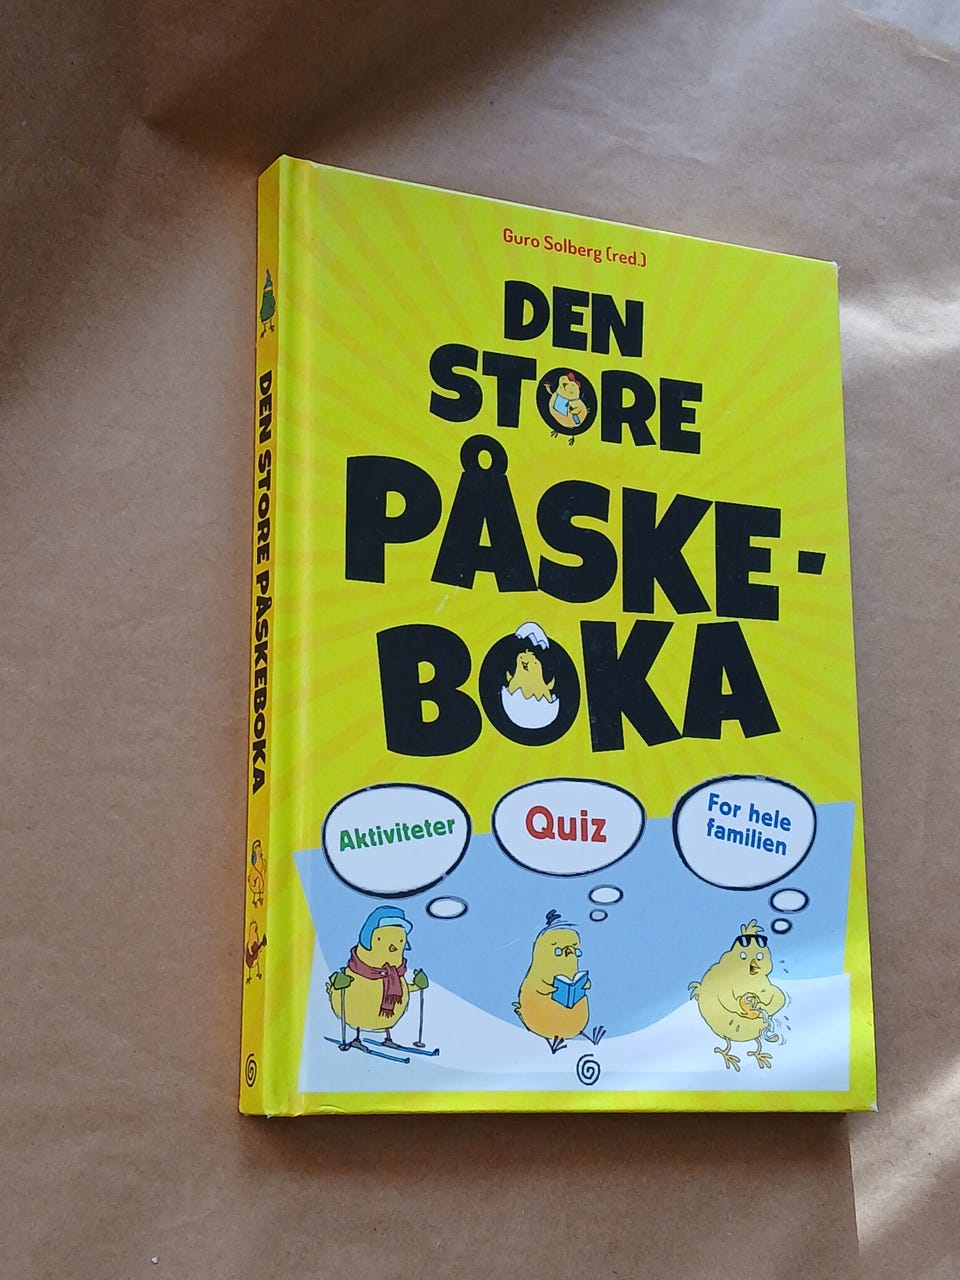 Guro Solberg (red.)
DEN
STORE
PÅSKE-
BOKA
Aktiviteter
Quiz
For hele
familien
DEN STORE PÅSKEBOKA